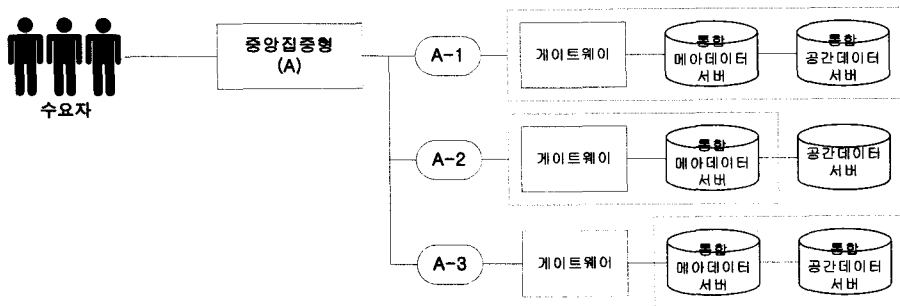 수요자
중앙집중형
(A)
A-1
게이트웨이
통합
메아데이터
서버
통합
공간데이터
서버
A-2
게이트웨이
통합
메아데이터
서버
공간데이터
서버
A-3
게이트웨어
통합
메아데이터
서버
통합
공간데이터
서버